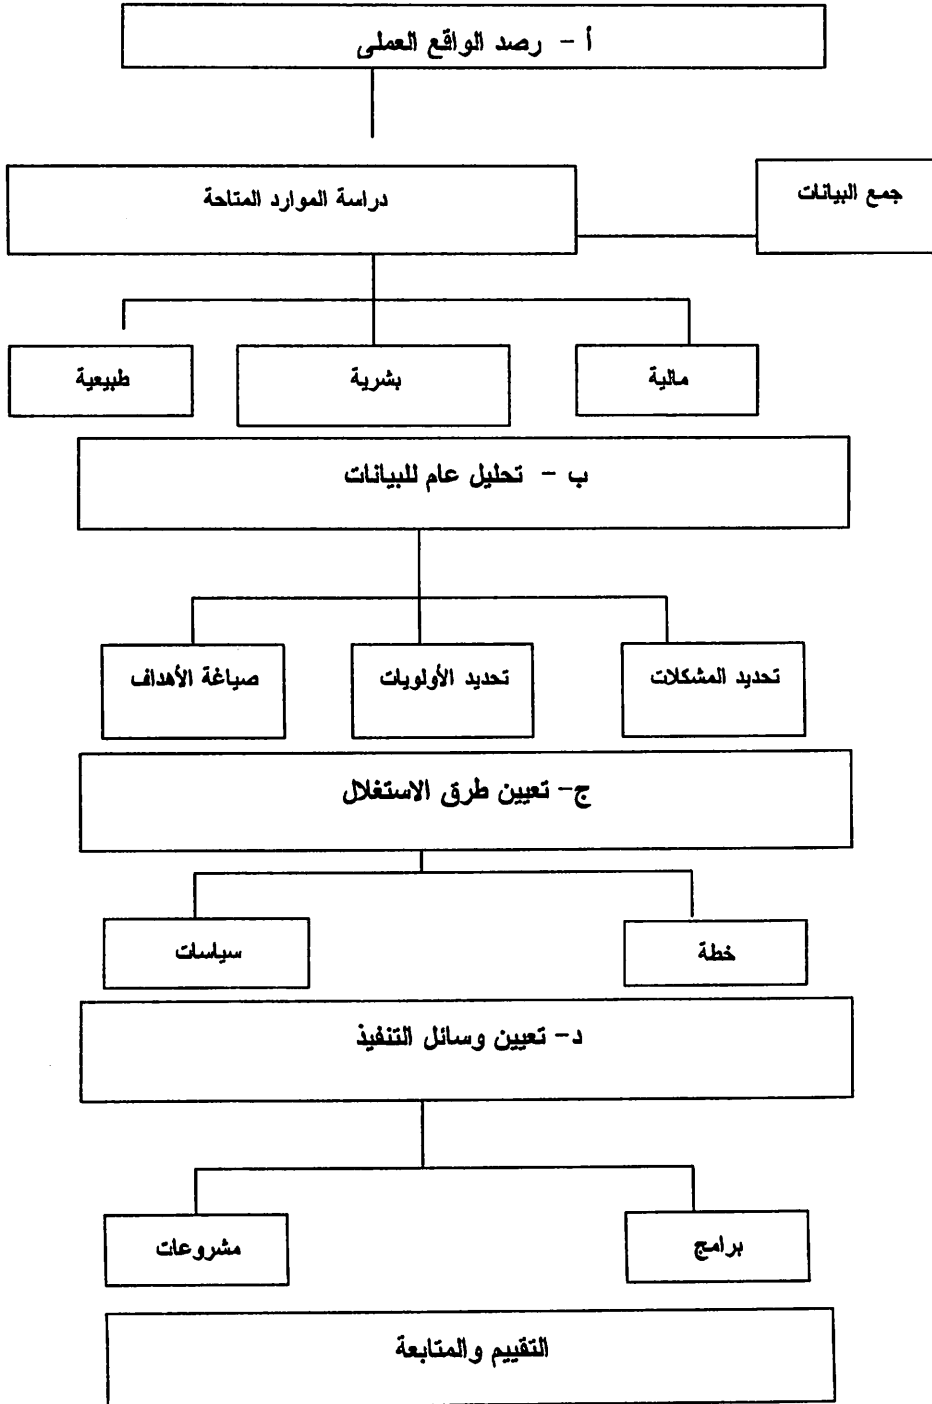 أ - رصد الواقع العملى
جمع البيانات
دراسة الموارد المتاحة
مالية
بشرية
طبيعية
ب - تحليل عام للبيانات
تحديد المشكلات
تحديد الأولويات
صياغة الأهداف
ج- تعيين طرق الاستغلال
خطة
سياسات
د- تعيين وسائل التنفيذ
برامج
مشروعات
التقييم والمتابعة